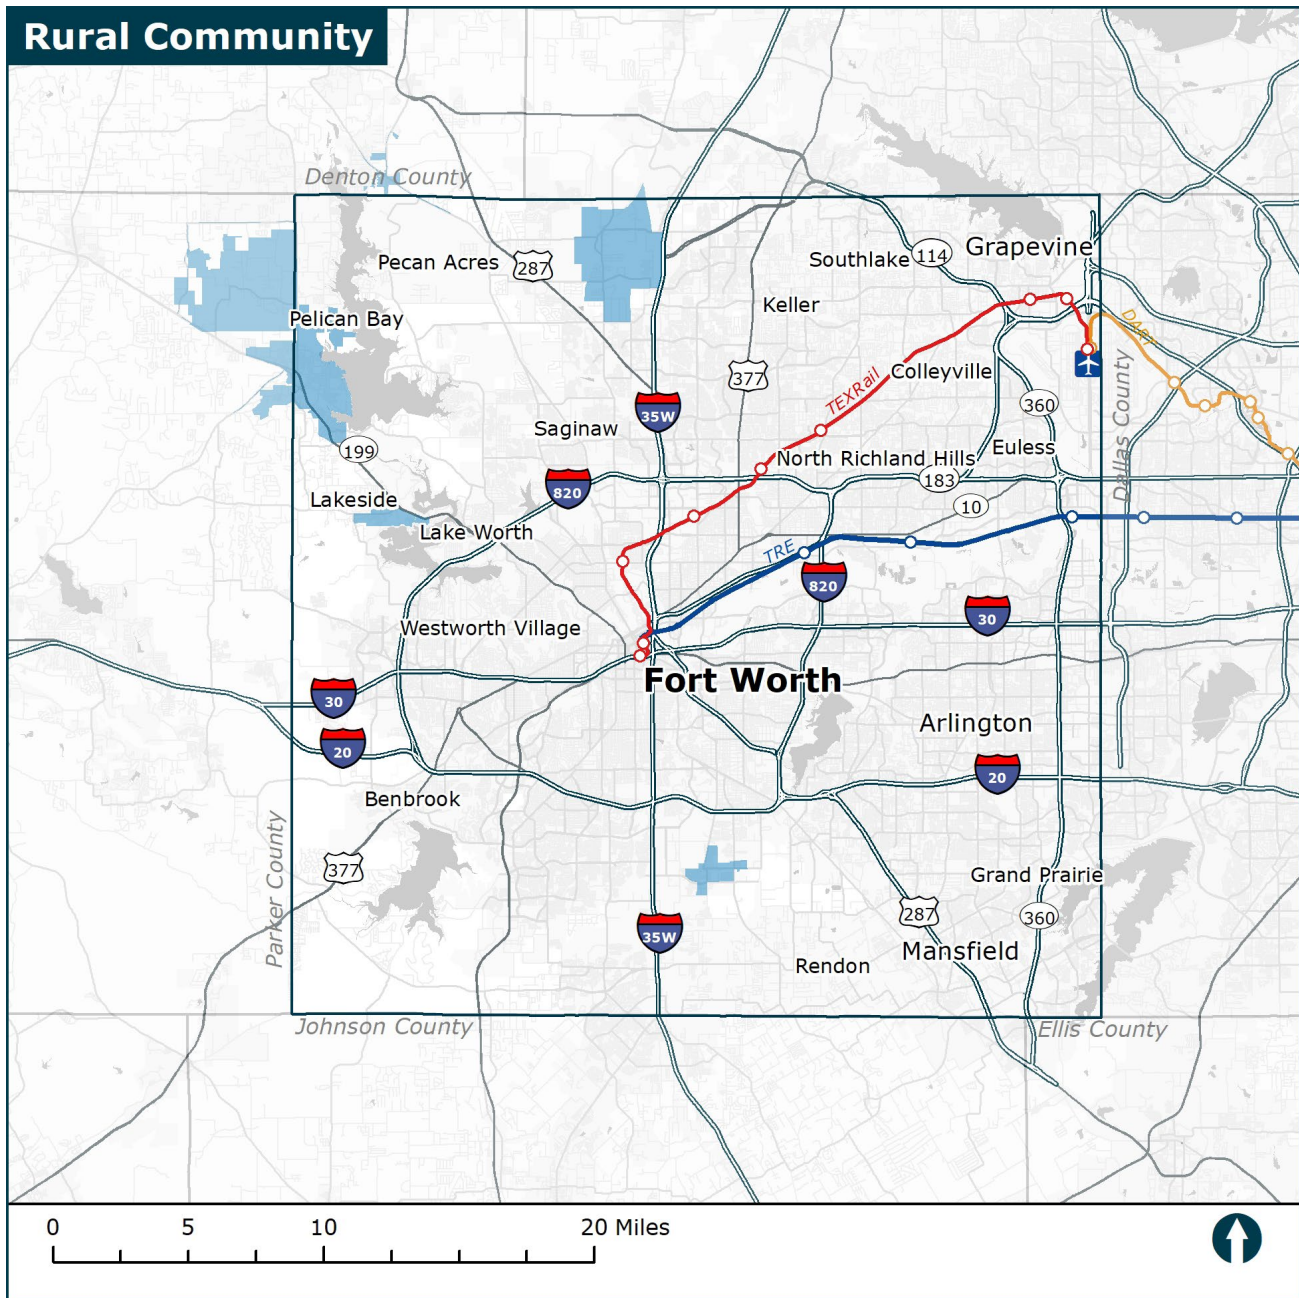 Rural Community
Denton County
Pecan Acres
287
Southlake
114
Grapevine
Pelican Bay
Keller
DART
377
TEXRail
Colleyville
Dallas County
35W
360
Saginaw
199
North Richland Hills
Euless
820
183
Lakeside
10
Lake Worth
TRE
820
30
Westworth Village
Fort Worth
30
Arlington
20
20
Benbrook
Parker County
377
Grand Prairie
287
360
35W
Mansfield
Rendon
Johnson County
Ellis County
0 5 10 20 Miles